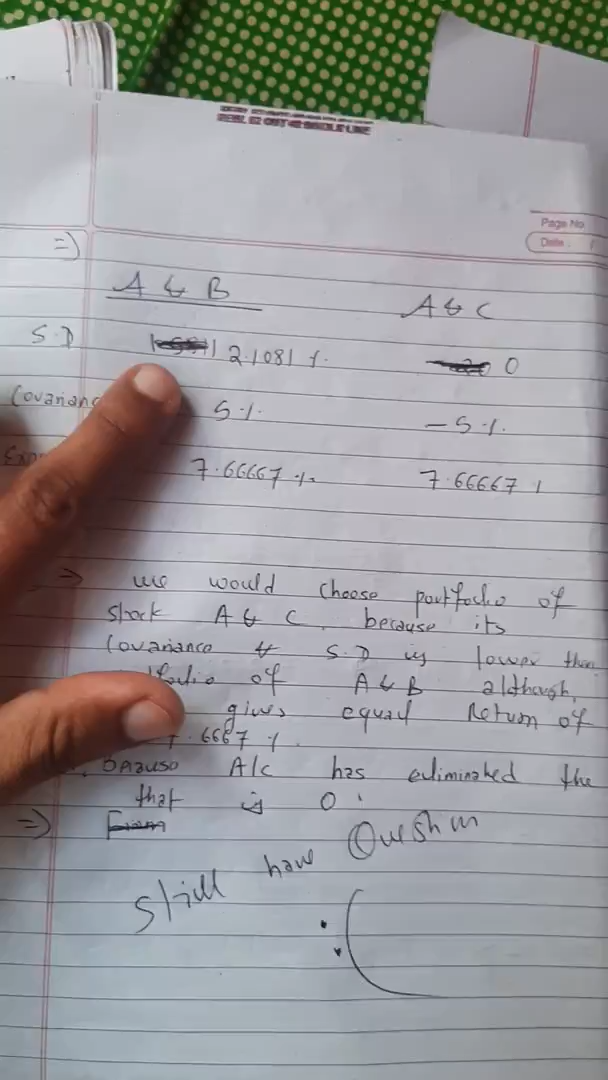 Page No
Date : /
=)
A & B A & C
S.D 2.1081 %. 0
Covarianc 5 %. - 5 %.
7.66667 %. 7.66667 %
=> we would choose portfolio of
stock A & C because its
Covariance & S.D is lower than
of A & B although,
gives equal Return of
7.6667 %.
A/c has eliminated the
that is 0.
=)
Still have Question
:(